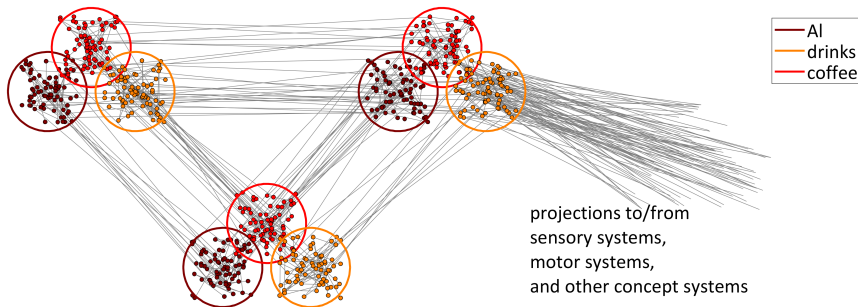 Al
drinks
coffee
projections to/from
sensory systems,
motor systems,
and other concept systems